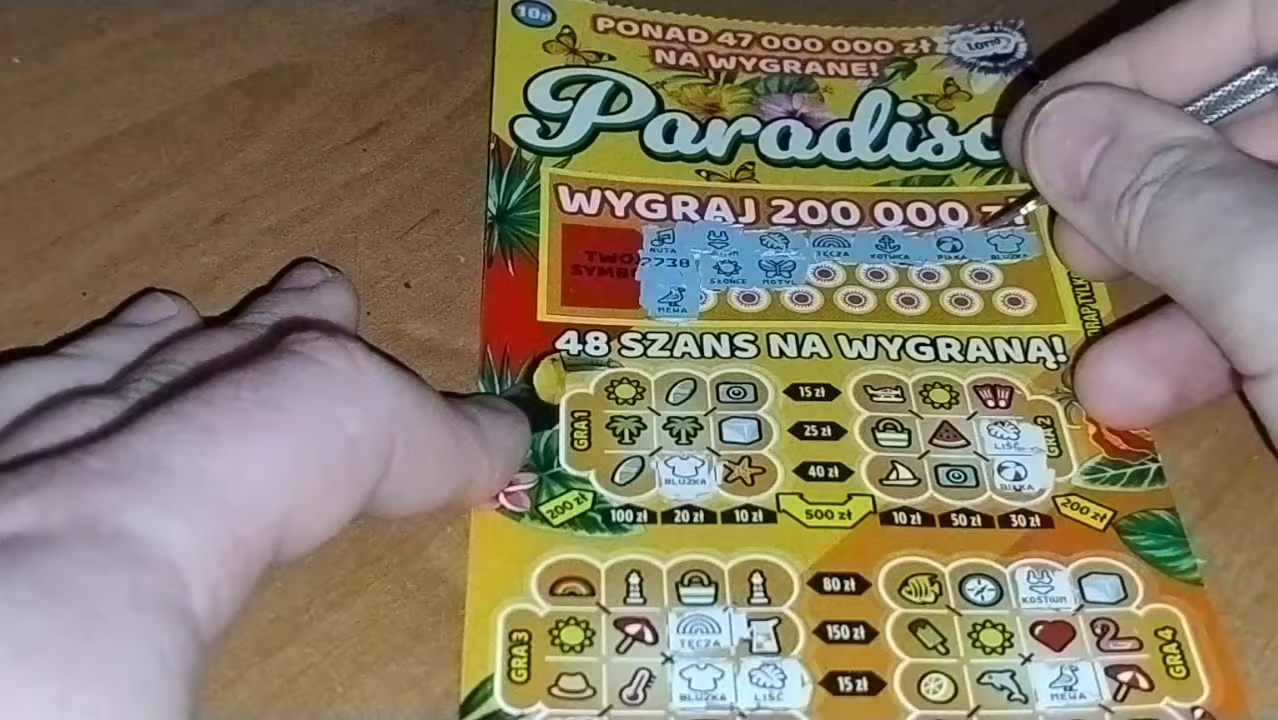 10zł
PONAD 47 000 000 zł
NA WYGRANE!
LOTTO
Paradiso
WYGRAJ 200 000 zł
NUTA LIŚĆ TĘCZA KOTWICA PIŁKA BLUZKA
2738 SŁOŃCE MOTYL
MEWA
48 SZANS NA WYGRANĄ!
GRA 1
15 zł
25 zł
40 zł
BLUZKA
200 zł 100 zł 20 zł 10 zł
500 zł
GRA 2
LIŚĆ
PIŁKA
10 zł 50 zł 30 zł 200 zł
GRA 3
80 zł
150 zł
15 zł
TĘCZA
BLUZKA LIŚĆ
GRA 4
KOSTIUM
MEWA